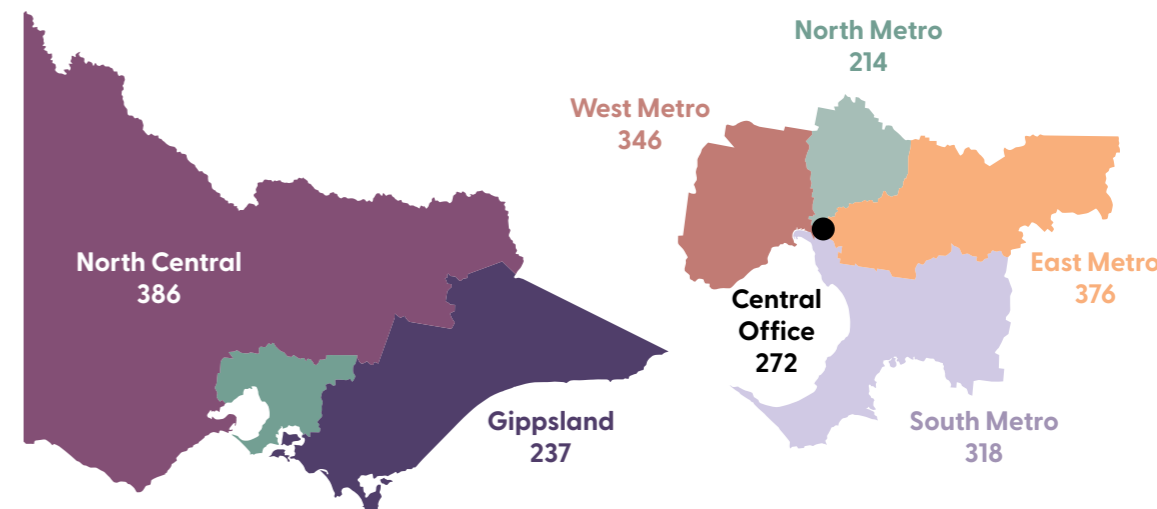 North Metro
214
West Metro
346
North Central
386
East Metro
376
Central
Office
272
Gippsland
237
South Metro
318